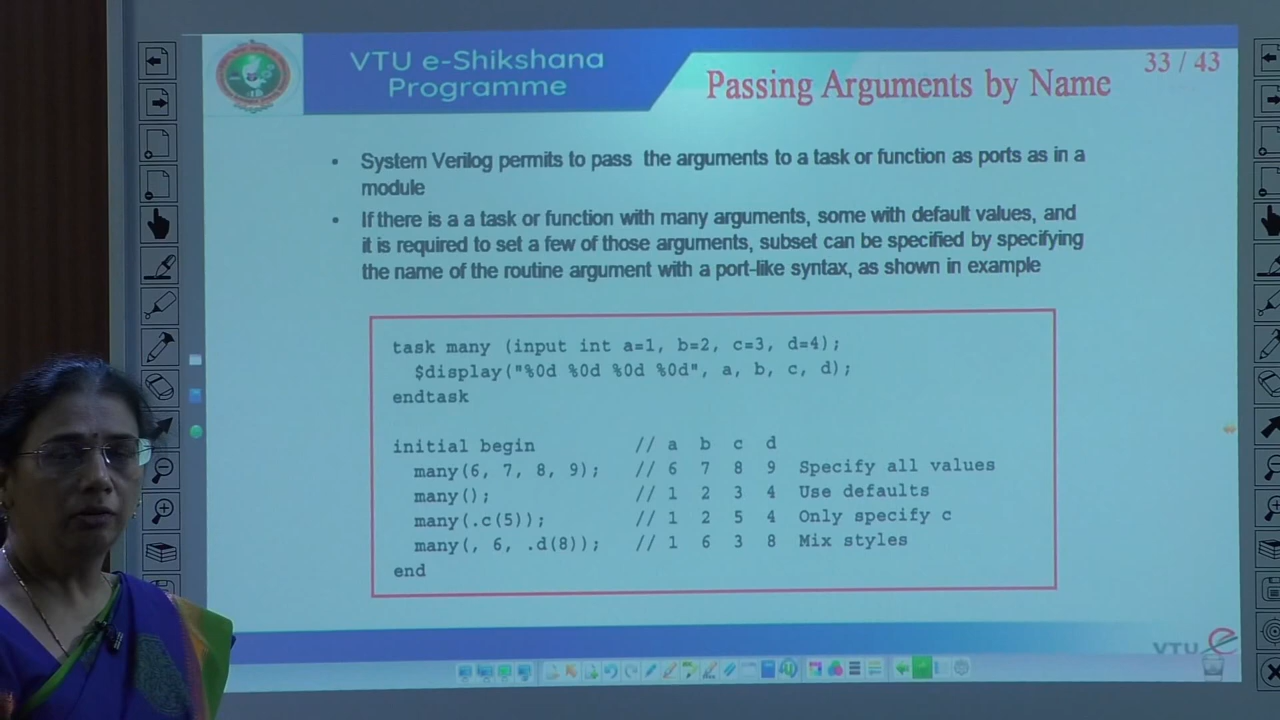 VTU e-Shikshana
Programme
Passing Arguments by Name
33 / 43
• System Verilog permits to pass the arguments to a task or function as ports as in a
module
• If there is a a task or function with many arguments, some with default values, and
it is required to set a few of those arguments, subset can be specified by specifying
the name of the routine argument with a port-like syntax, as shown in example
task many (input int a=1, b=2, c=3, d=4);
$display("%0d %0d %0d %0d", a, b, c, d);
endtask
initial begin // a b c d
many(6, 7, 8, 9); // 6 7 8 9 Specify all values
many(); // 1 2 3 4 Use defaults
many(.c(5)); // 1 2 5 4 Only specify c
many(, 6, .d(8)); // 1 6 3 8 Mix styles
end
VTU e